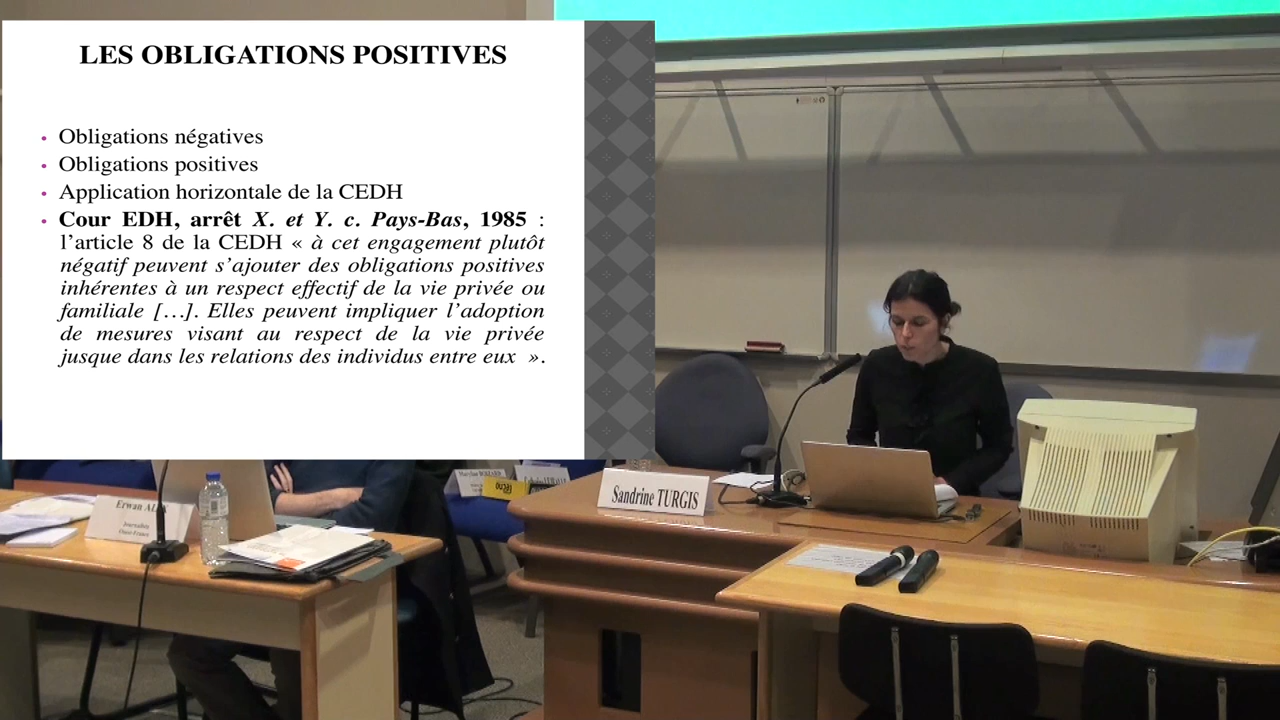 LES OBLIGATIONS POSITIVES
• Obligations négatives
• Obligations positives
• Application horizontale de la CEDH
• Cour EDH, arrêt X. et Y. c. Pays-Bas, 1985 :
l’article 8 de la CEDH « à cet engagement plutôt
négatif peuvent s’ajouter des obligations positives
inhérentes à un respect effectif de la vie privée ou
familiale […]. Elles peuvent impliquer l’adoption
de mesures visant au respect de la vie privée
jusque dans les relations des individus entre eux ».
Sandrine TURGIS
Erwan
Journaliste
Ouest-France